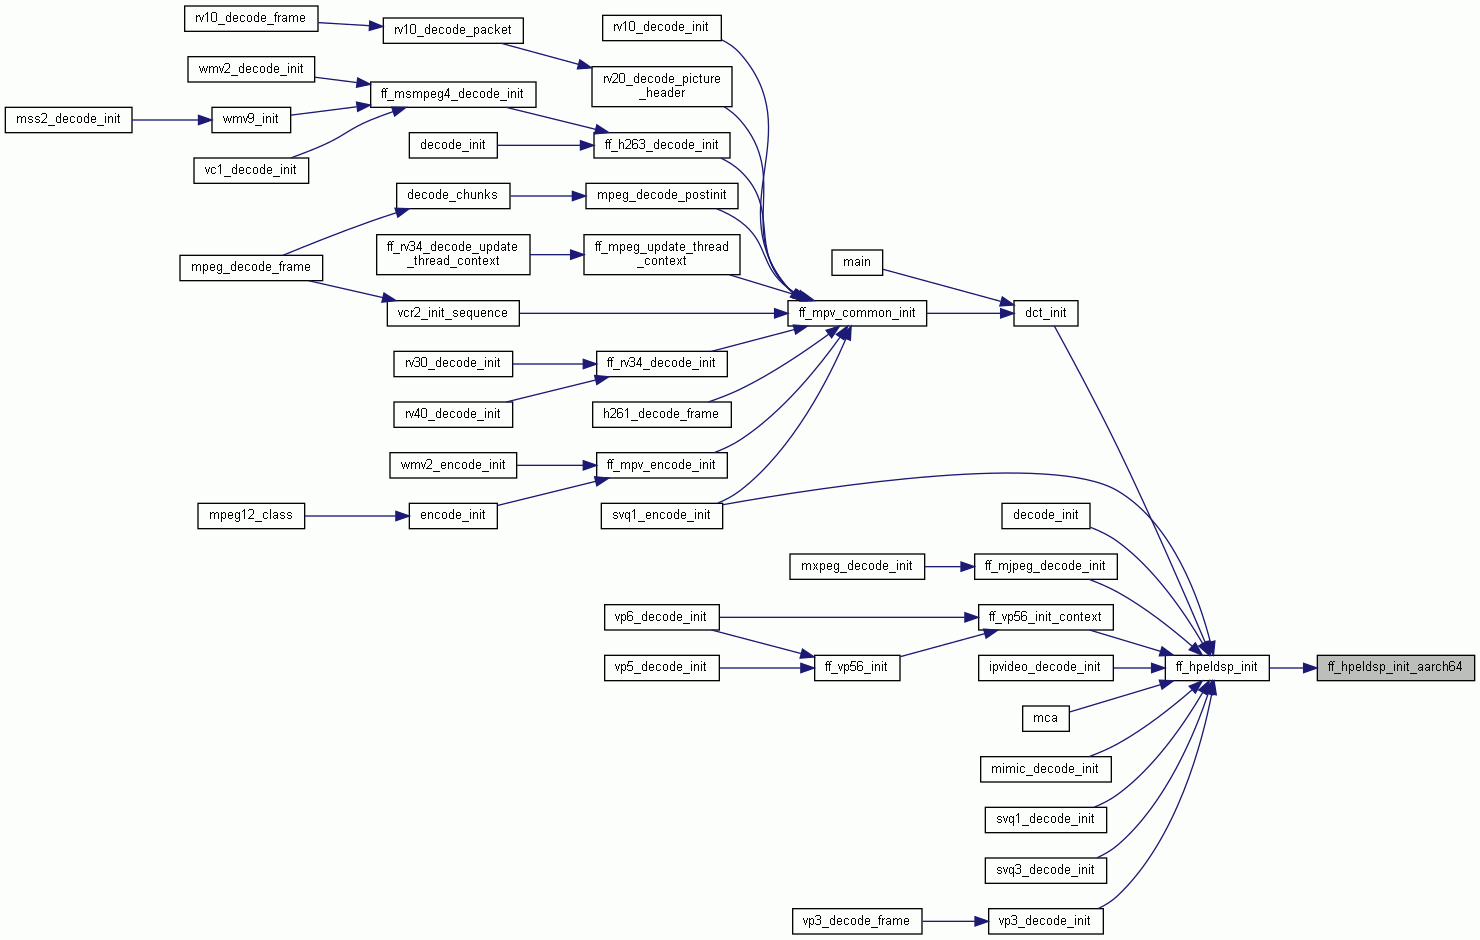 rv10_decode_frame
rv10_decode_packet
rv10_decode_init
wmv2_decode_init
rv20_decode_picture
_header
ff_msmpeg4_decode_init
mss2_decode_init
wmv9_init
decode_init
ff_h263_decode_init
vc1_decode_init
decode_chunks
mpeg_decode_postinit
ff_rv34_decode_update
_thread_context
ff_mpeg_update_thread
_context
main
mpeg_decode_frame
vcr2_init_sequence
ff_mpv_common_init
dct_init
rv30_decode_init
ff_rv34_decode_init
rv40_decode_init
h261_decode_frame
wmv2_encode_init
ff_mpv_encode_init
mpeg12_class
encode_init
svq1_encode_init
decode_init
mxpeg_decode_init
ff_mjpeg_decode_init
vp6_decode_init
ff_vp56_init_context
vp5_decode_init
ff_vp56_init
ipvideo_decode_init
ff_hpeldsp_init
ff_hpeldsp_init_aarch64
mca
mimic_decode_init
svq1_decode_init
svq3_decode_init
vp3_decode_frame
vp3_decode_init